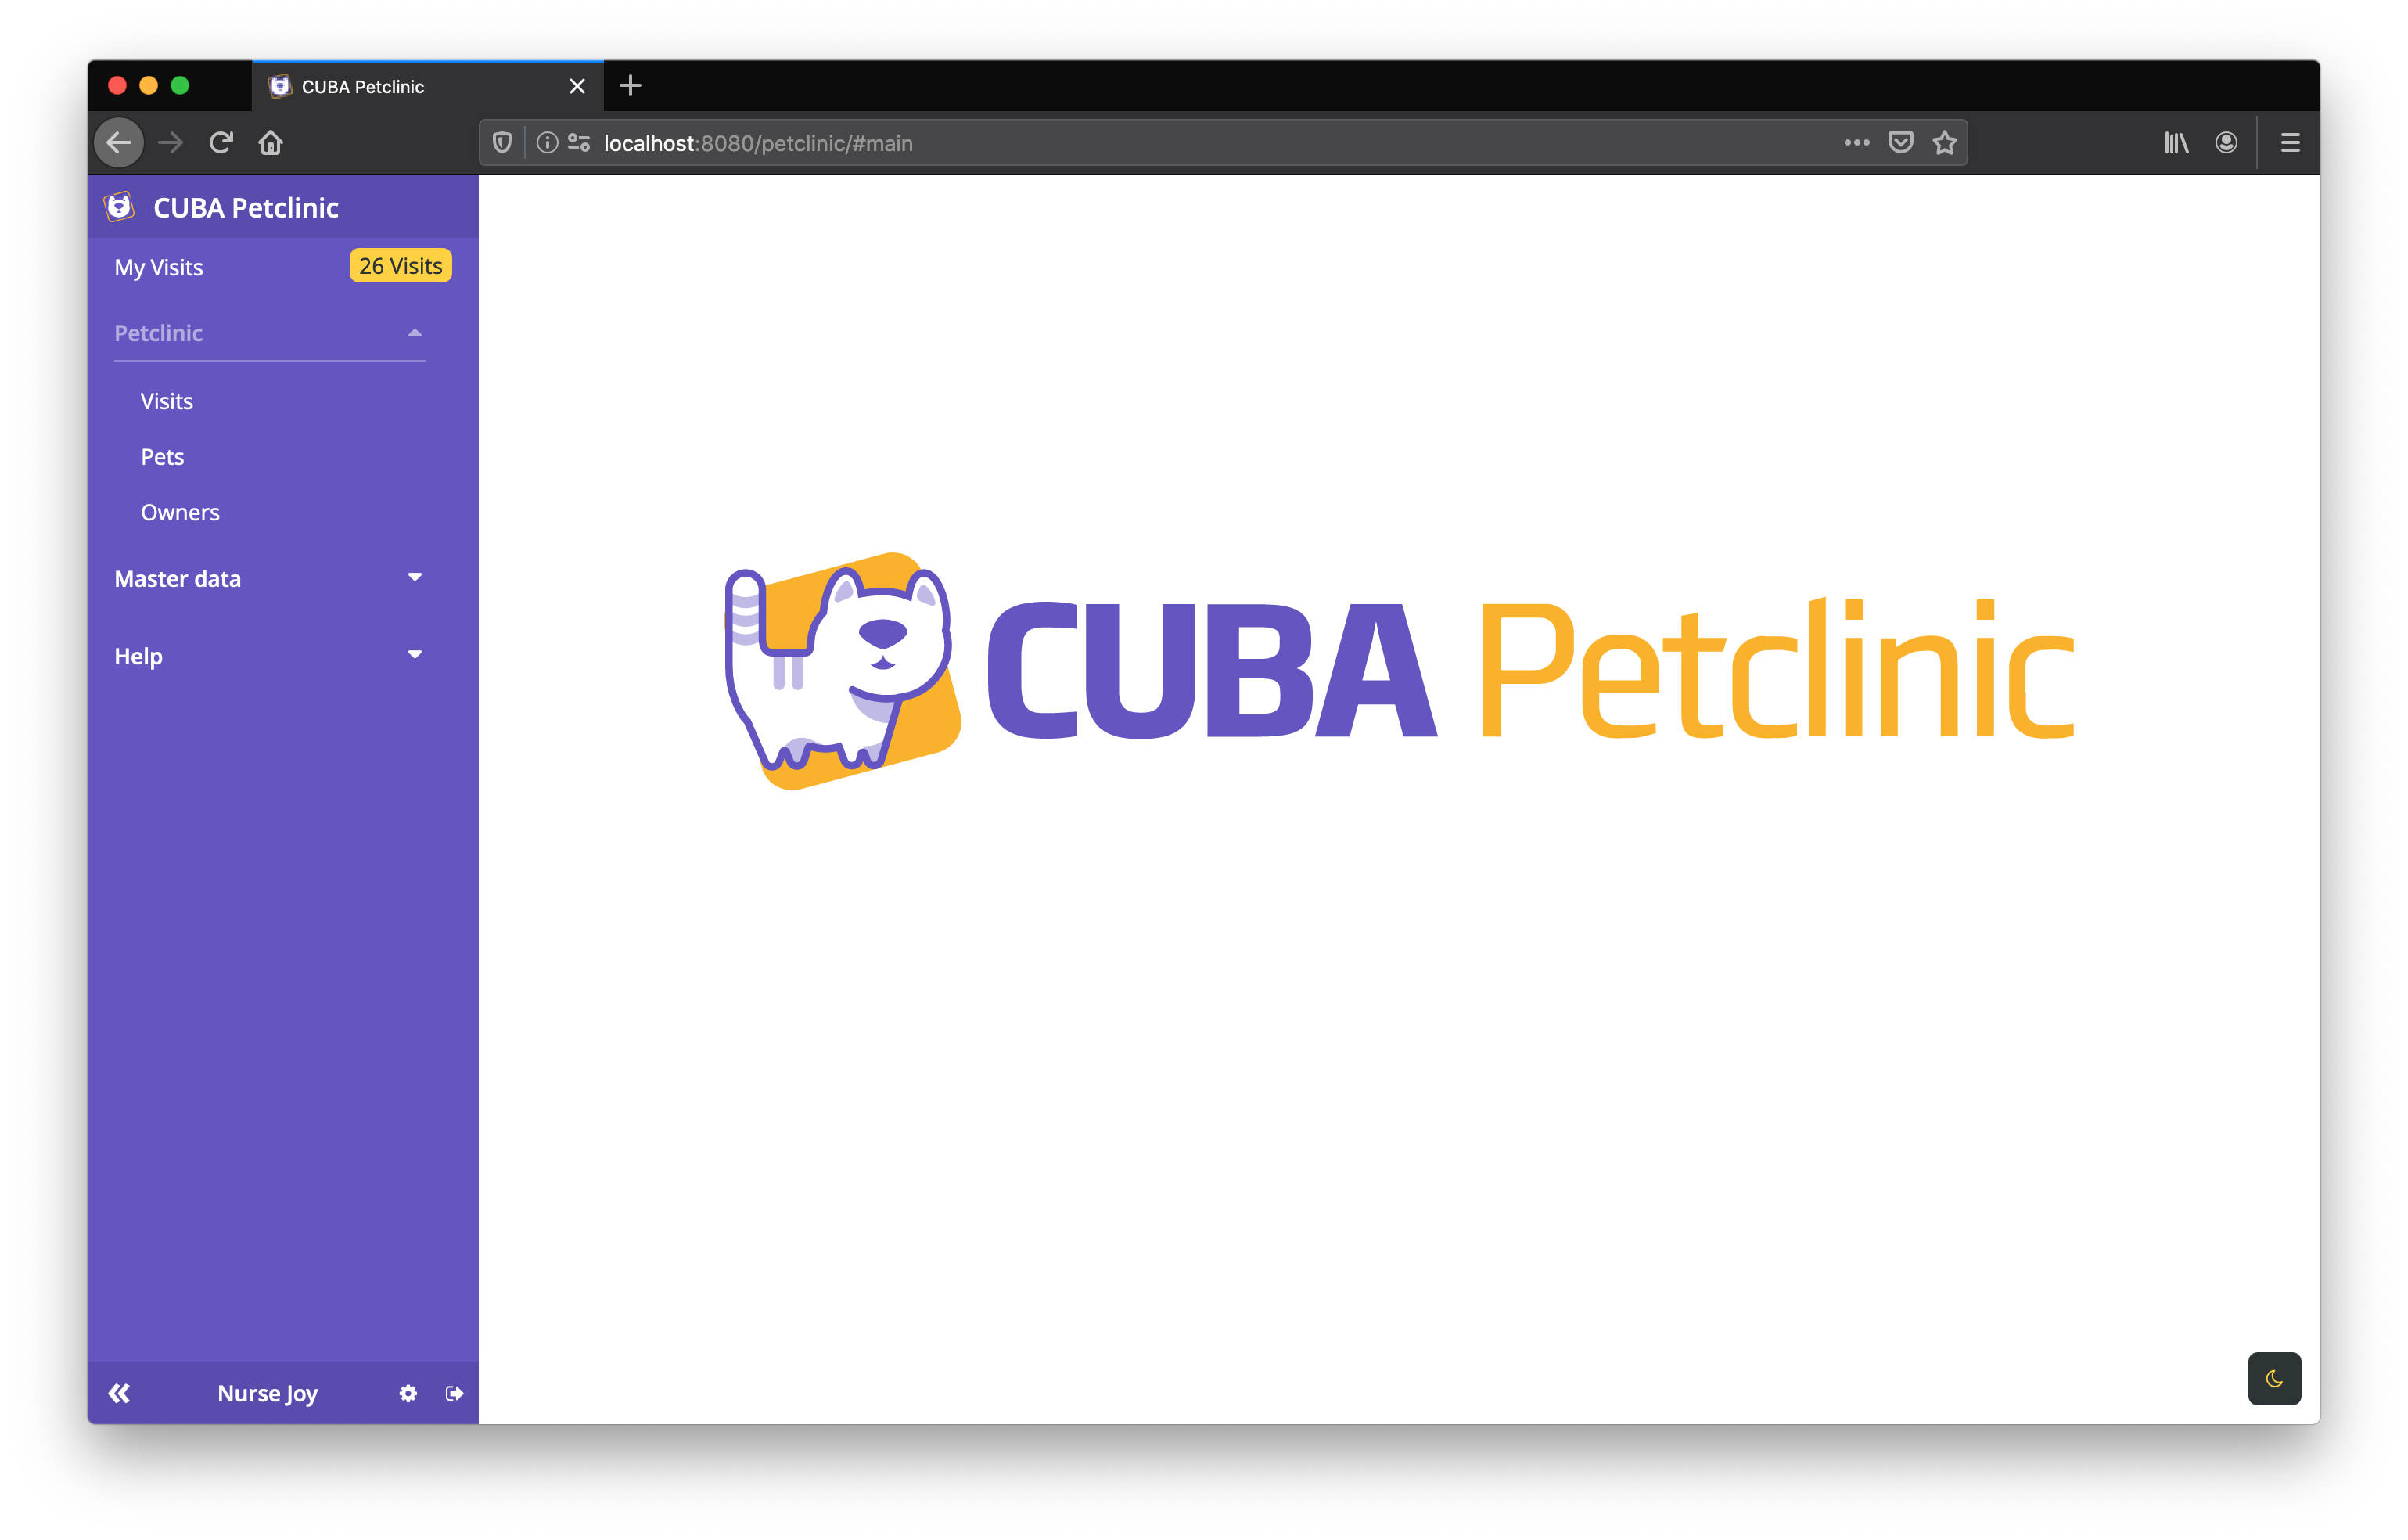 CUBA Petclinic
localhost:8080/petclinic/#main
CUBA Petclinic
My Visits 26 Visits
Petclinic
Visits
Pets
Owners
Master data
Help
CUBA Petclinic
Nurse Joy